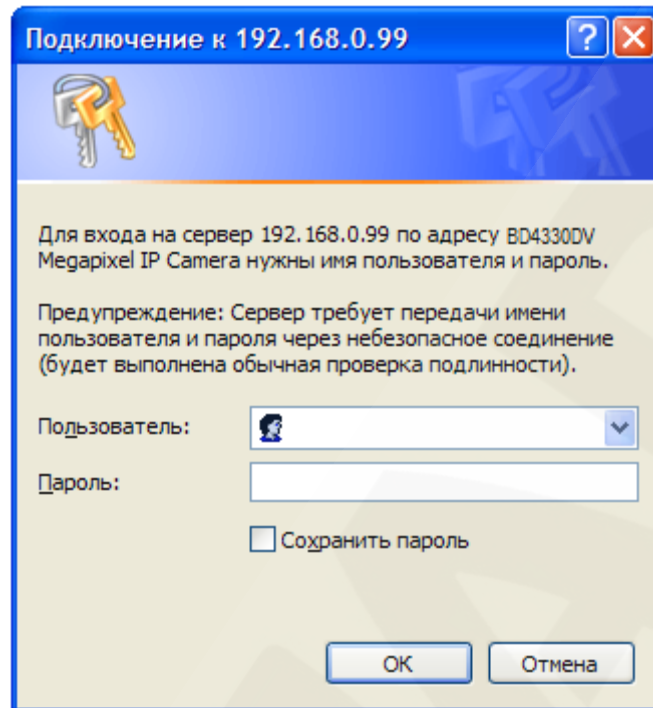 Подключение к 192.168.0.99
Для входа на сервер 192.168.0.99 по адресу BD4330DV
Megapixel IP Camera нужны имя пользователя и пароль.
Предупреждение: Сервер требует передачи имени
пользователя и пароля через небезопасное соединение
(будет выполнена обычная проверка подлинности).
Пользователь:
Пароль:
Сохранить пароль
ОК Отмена